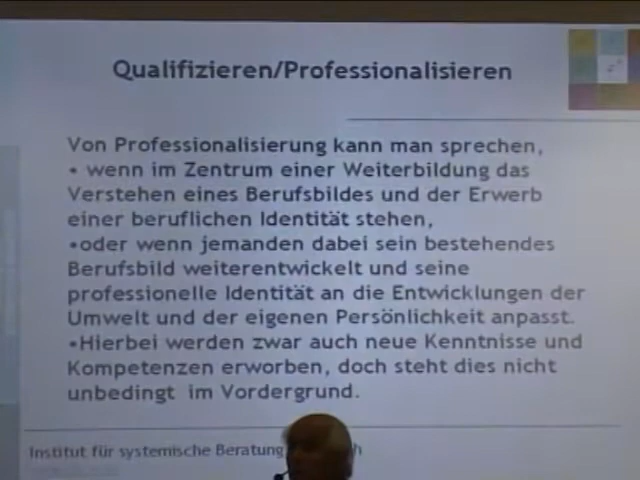 Qualifizieren/Professionalisieren
Von Professionalisierung kann man sprechen,
• wenn im Zentrum einer Weiterbildung das
Verstehen eines Berufsbildes und der Erwerb
einer beruflichen Identität stehen,
•oder wenn jemanden dabei sein bestehendes
Berufsbild weiterentwickelt und seine
professionelle Identität an die Entwicklungen der
Umwelt und der eigenen Persönlichkeit anpasst.
•Hierbei werden zwar auch neue Kenntnisse und
Kompetenzen erworben, doch steht dies nicht
unbedingt im Vordergrund.
Institut für systemische Beratung